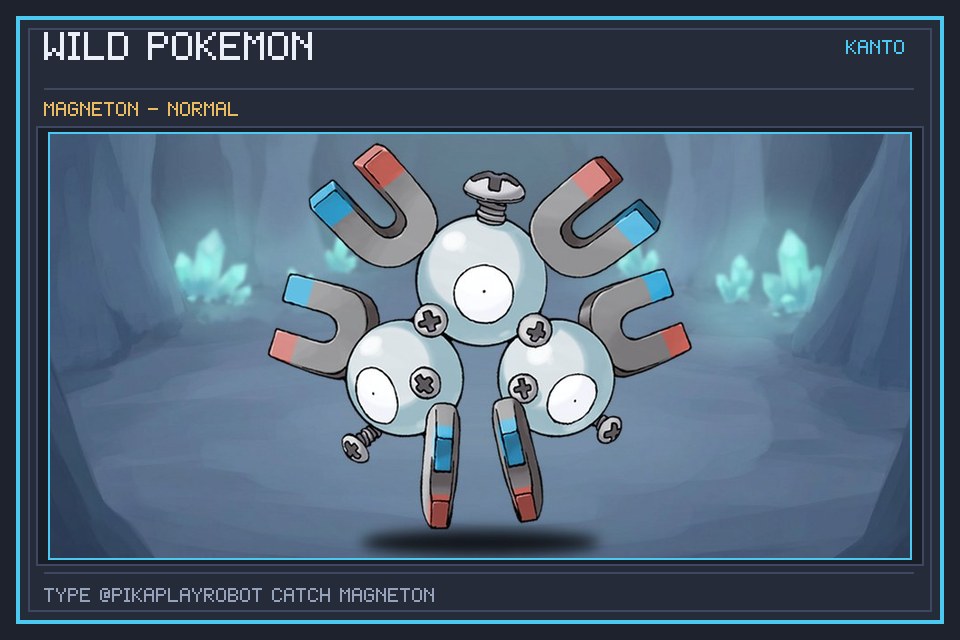 WILD POKEMON
KANTO
MAGNETON - NORMAL
TYPE @PIKAPLAYROBOT CATCH MAGNETON